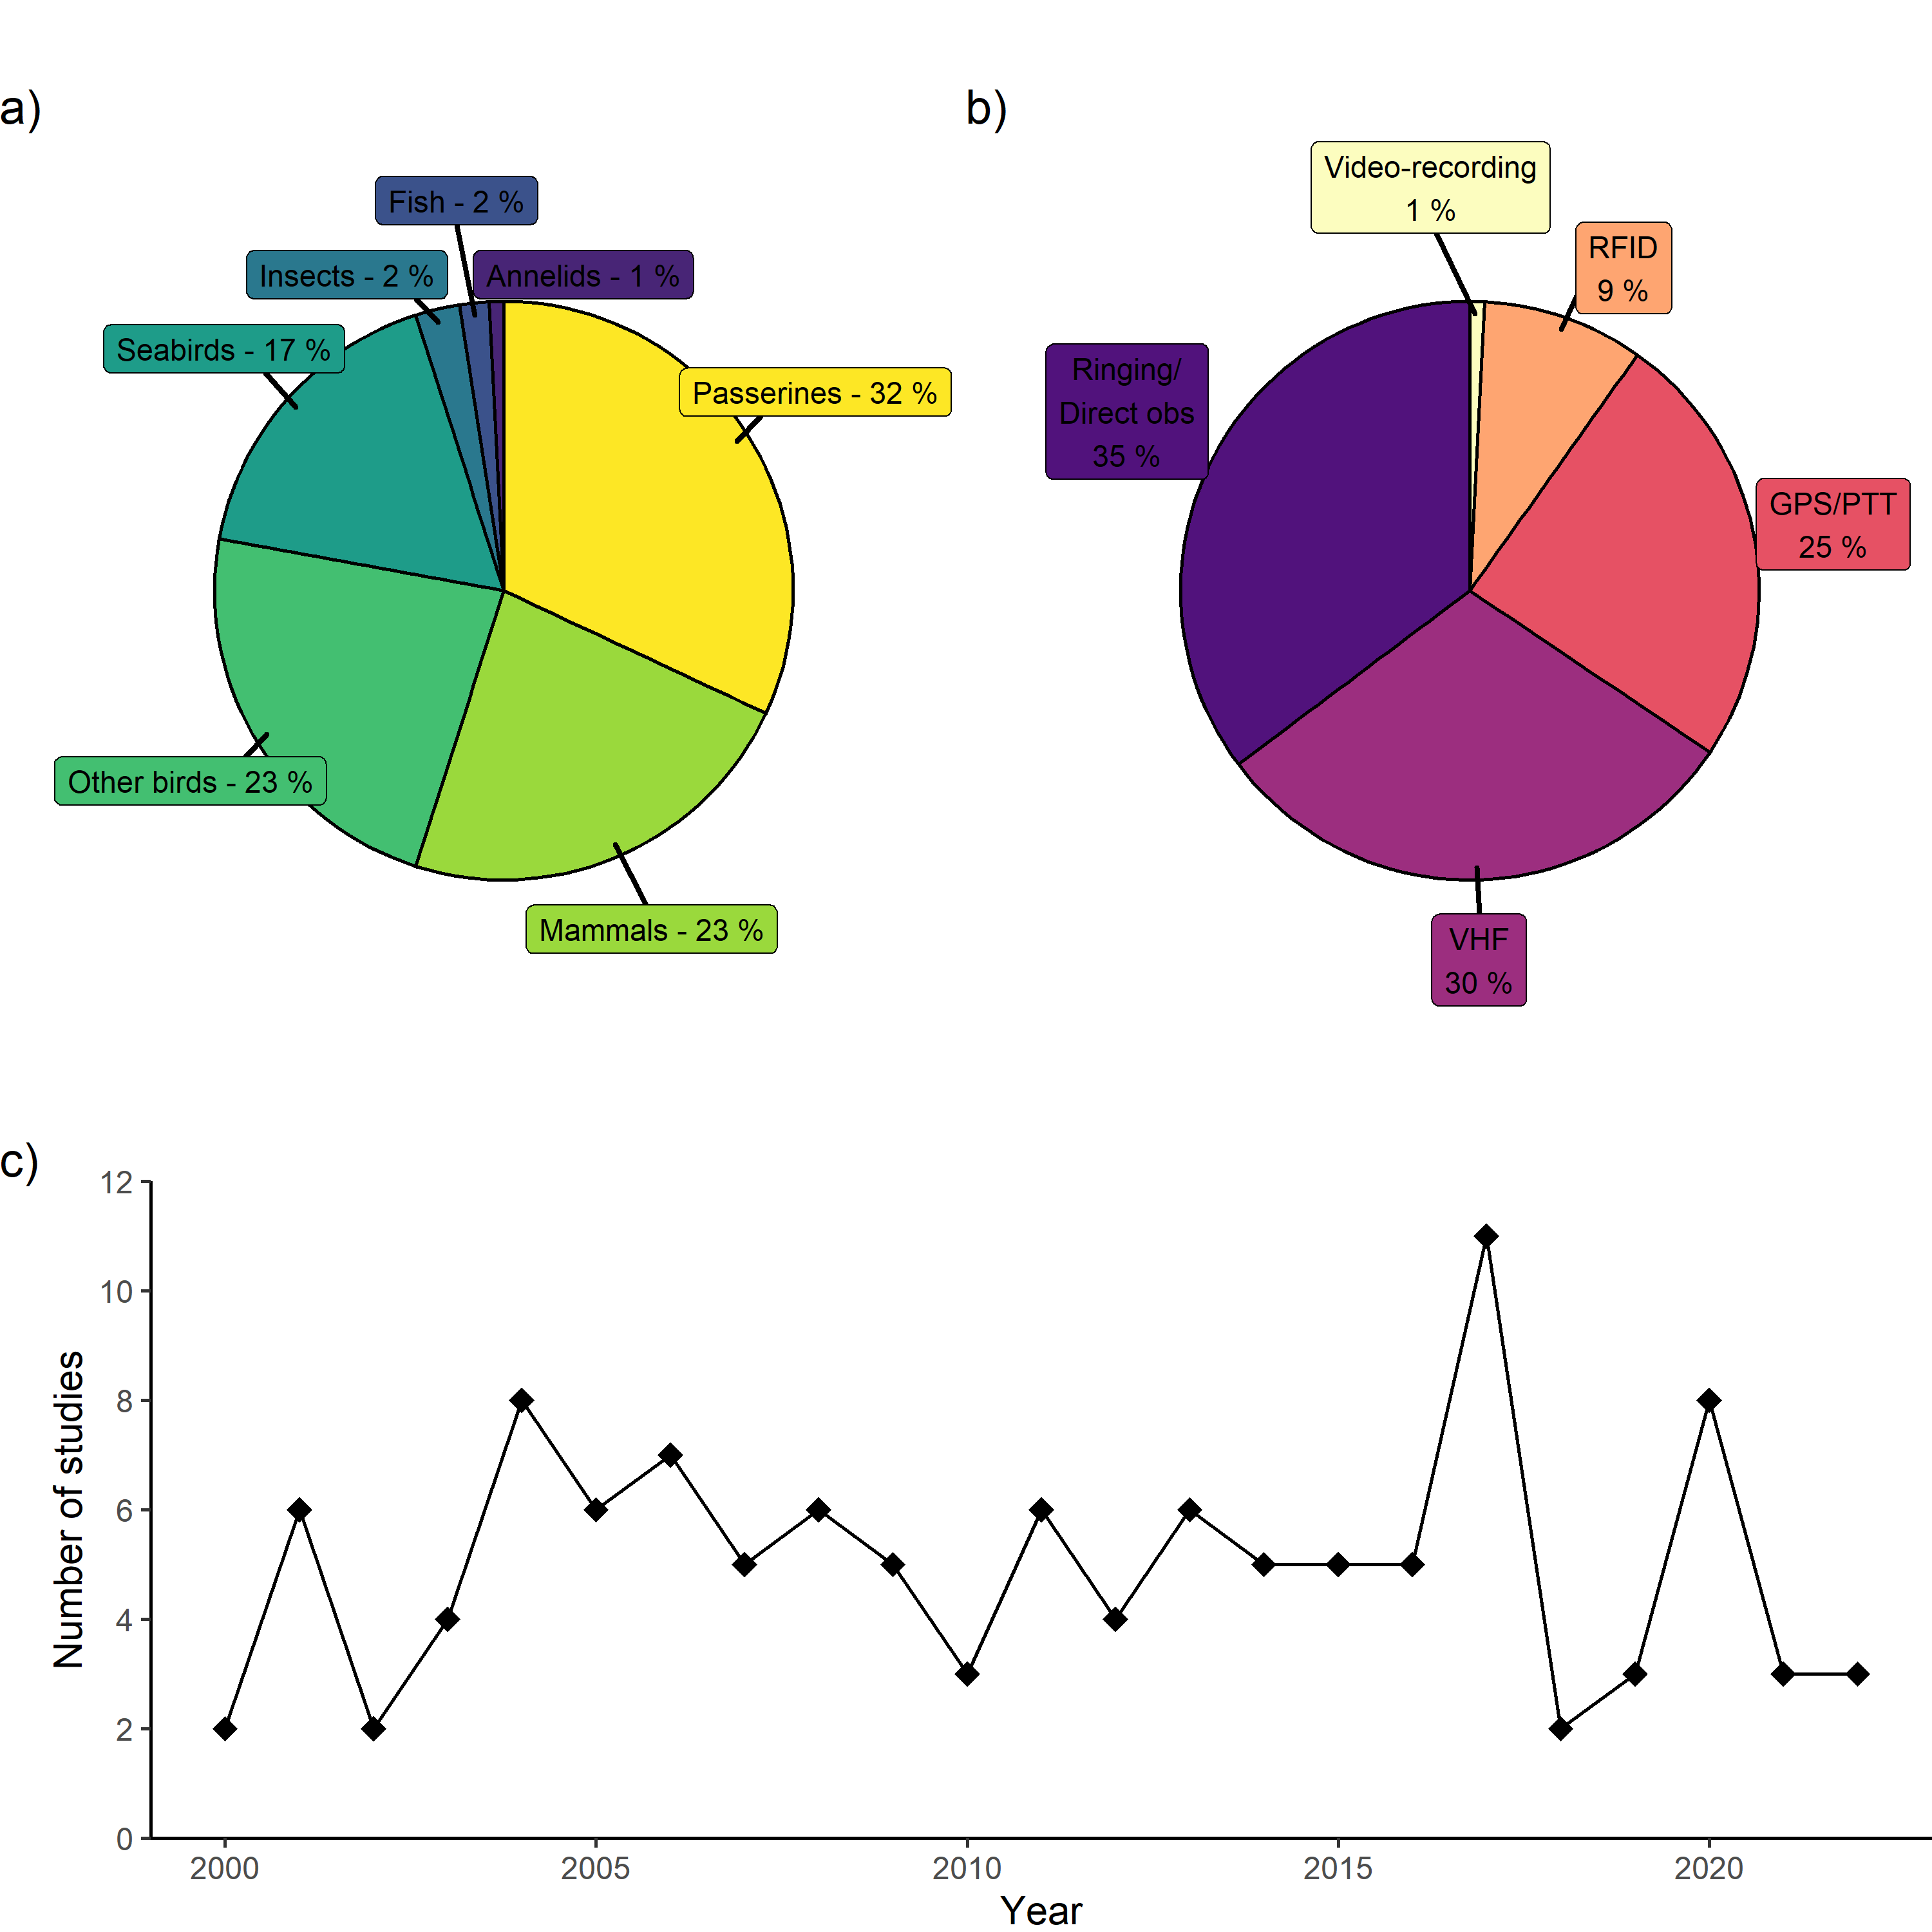 a)
Fish - 2 %
Insects - 2 %
Annelids - 1 %
Seabirds - 17 %
Passerines - 32 %
Other birds - 23 %
Mammals - 23 %
b)
Video-recording
1 %
RFID
9 %
Ringing/
Direct obs
35 %
GPS/PTT
25 %
VHF
30 %
c)
12
10
8
6
4
2
0
Number of studies
2000
2005
2010
2015
2020
Year